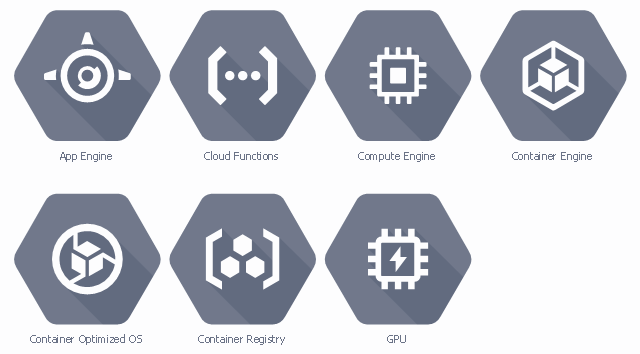 App Engine
Cloud Functions
Compute Engine
Container Engine
Container Optimized OS
Container Registry
GPU